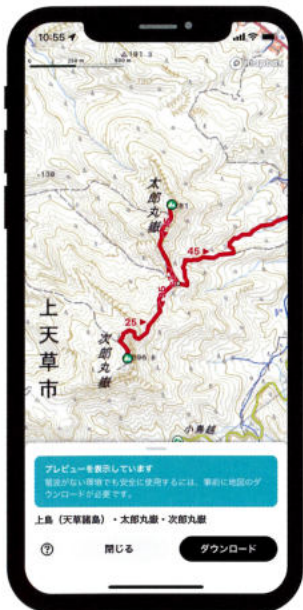 10:55
△191.3
mapbox
太郎丸嶽
281
45
25
次郎丸嶽
396.8
上天草市
小鳥越
プレビューを表示しています
電波がない環境でも安全に使用するには、事前に地図のダ
ウンロードが必要です。
上島（天草諸島）・太郎丸嶽・次郎丸嶽
?
閉じる
ダウンロード